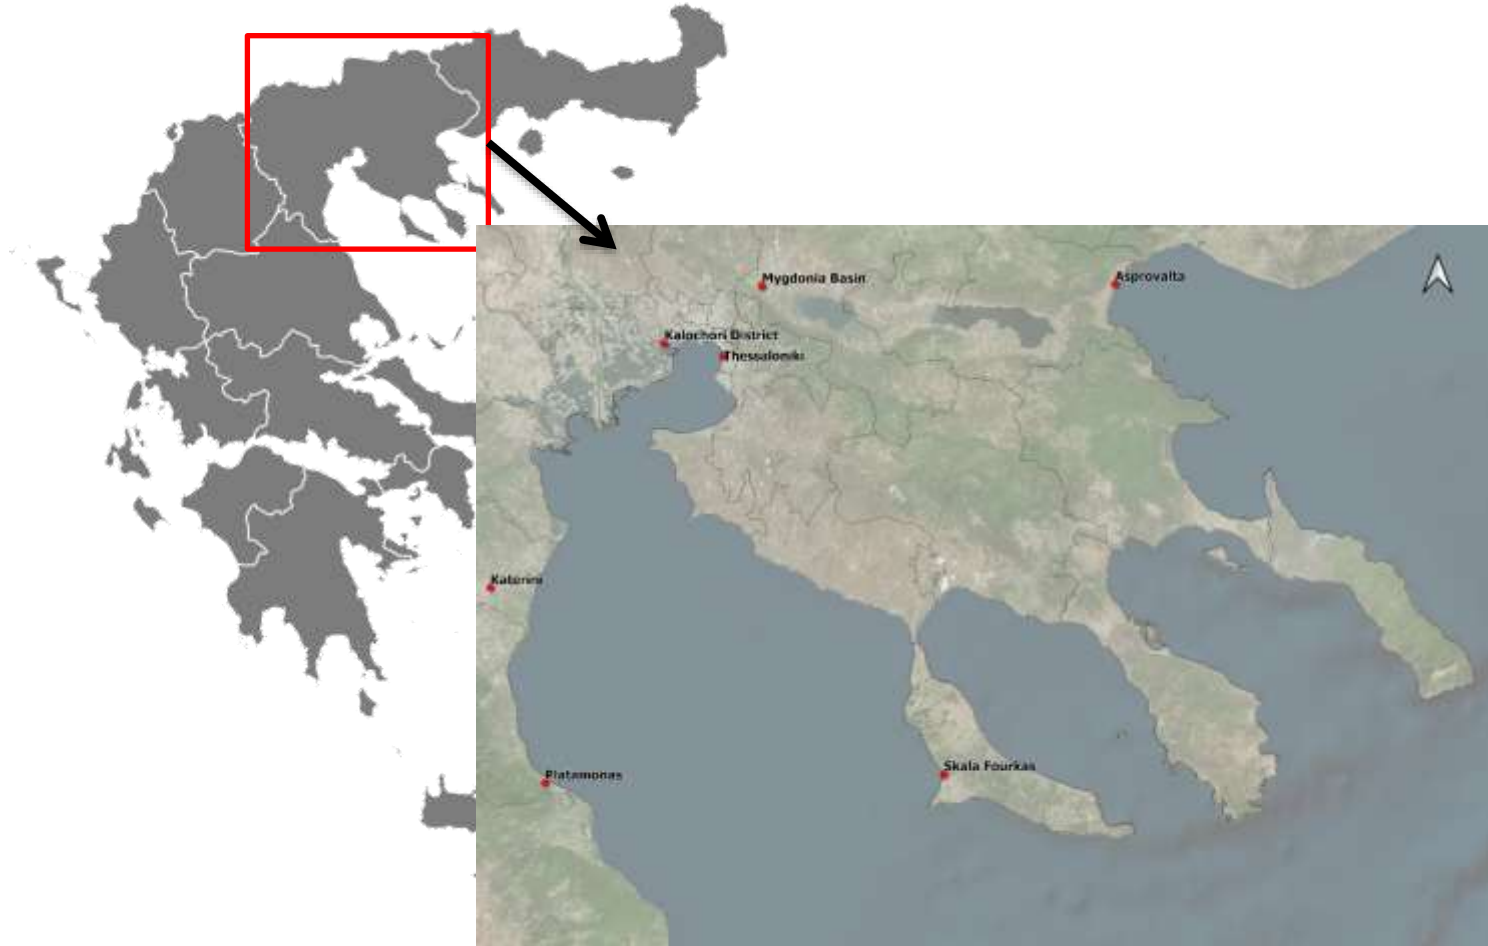 Asprovalta
Mygdonia Basin
Kalochori District
Thessaloniki
Katerini
Skala Fourkas
Platamonas